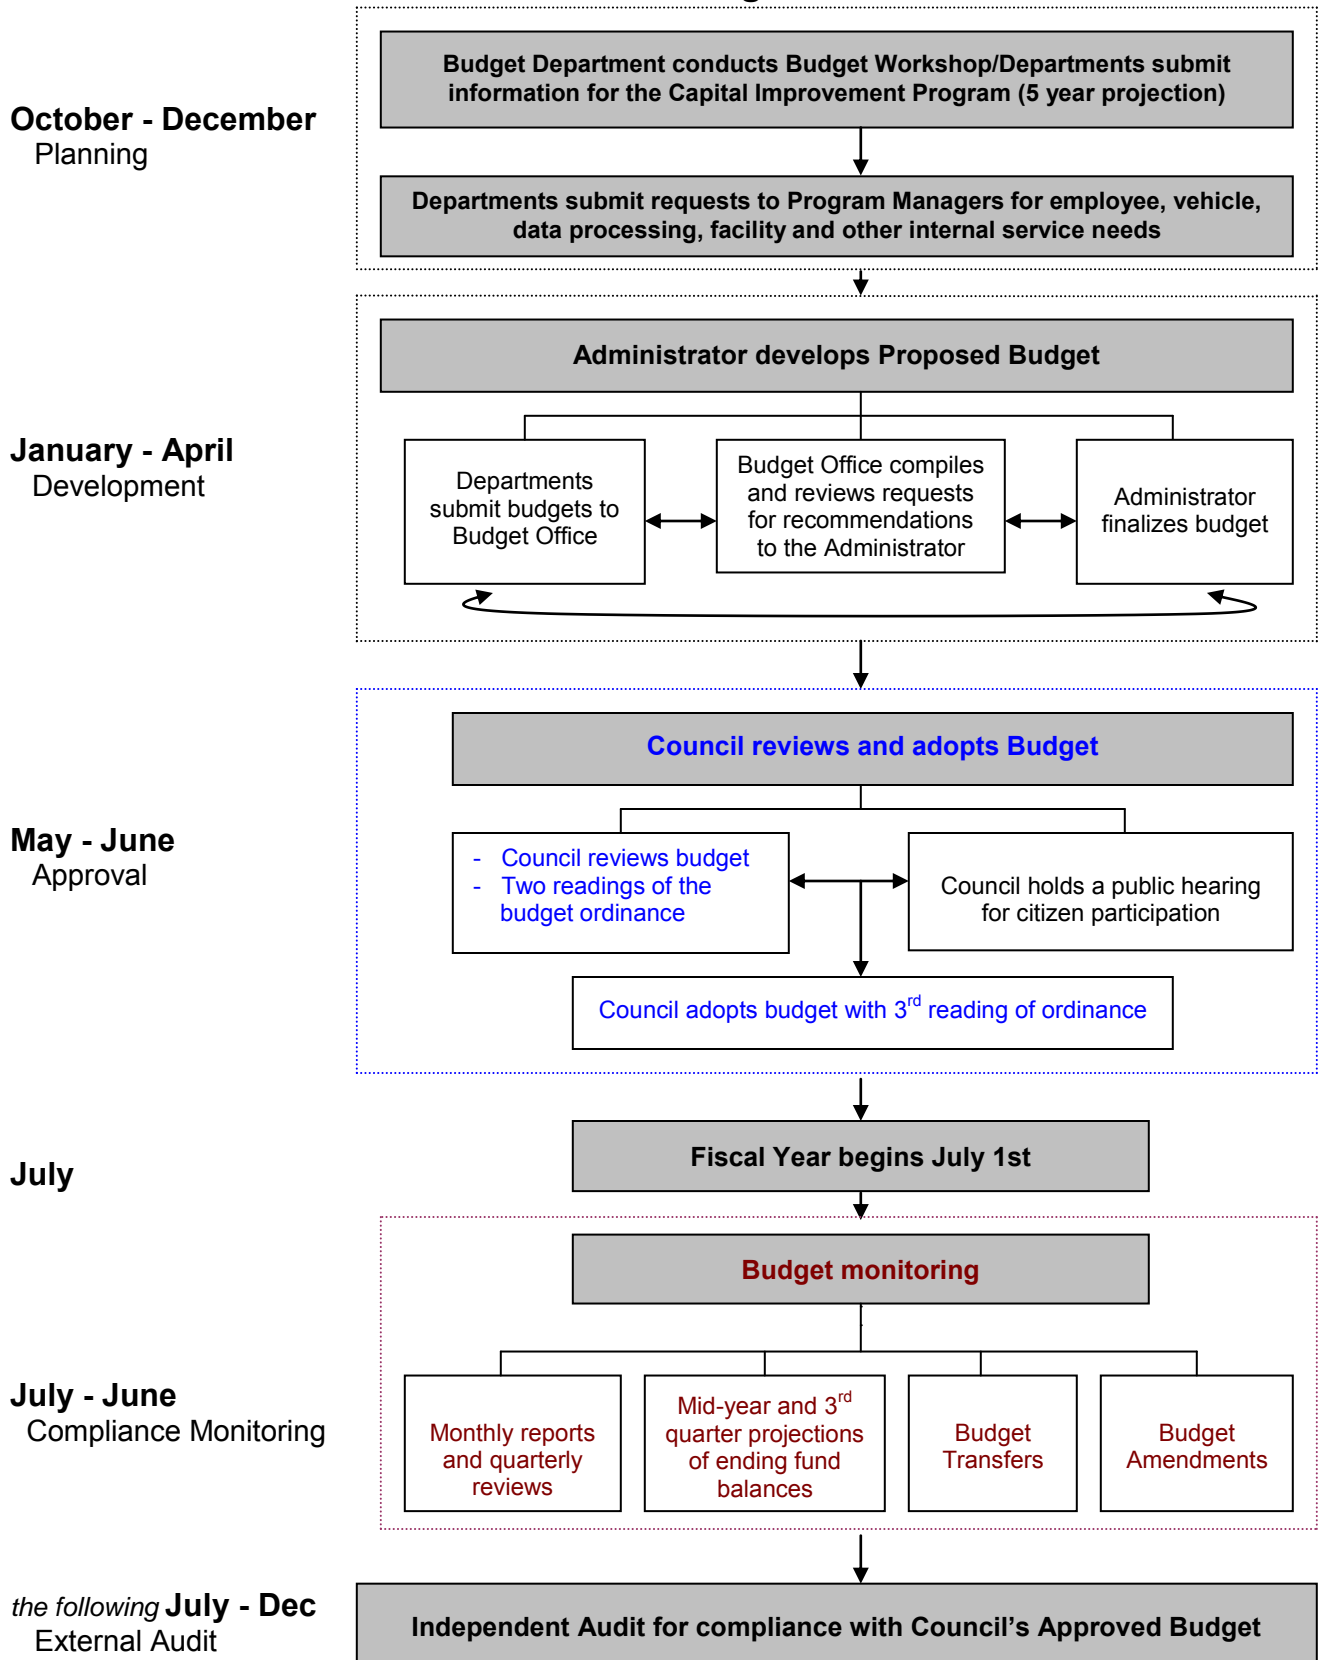 Budget Department conducts Budget Workshop/Departments submit
information for the Capital Improvement Program (5 year projection)
October - December
Planning
Departments submit requests to Program Managers for employee, vehicle,
data processing, facility and other internal service needs
Administrator develops Proposed Budget
January - April
Development
Departments
submit budgets to
Budget Office
Budget Office compiles
and reviews requests
for recommendations
to the Administrator
Administrator
finalizes budget
Council reviews and adopts Budget
May - June
Approval
- Council reviews budget
- Two readings of the
budget ordinance
Council holds a public hearing
for citizen participation
Council adopts budget with 3rd reading of ordinance
July
Fiscal Year begins July 1st
Budget monitoring
July - June
Compliance Monitoring
Monthly reports
and quarterly
reviews
Mid-year and 3rd
quarter projections
of ending fund
balances
Budget
Transfers
Budget
Amendments
the following July - Dec
External Audit
Independent Audit for compliance with Council's Approved Budget